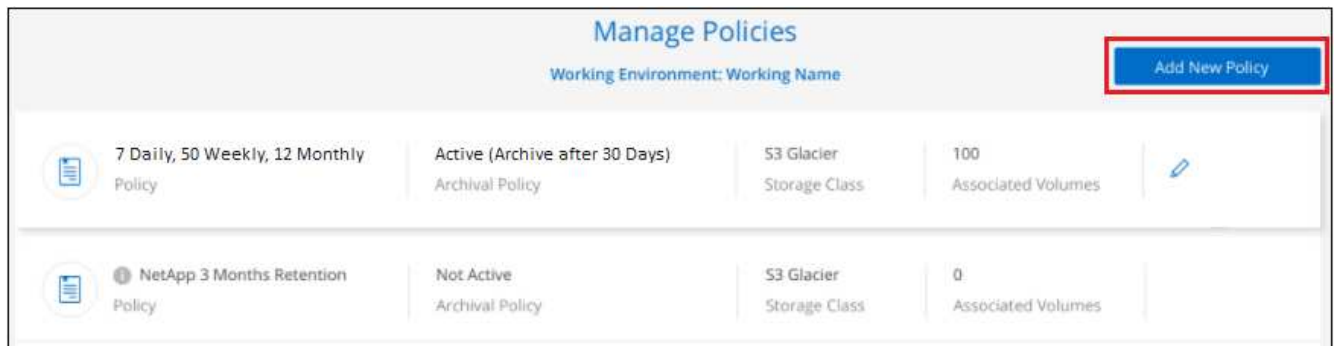 Manage Policies
Working Environment: Working Name
Add New Policy
7 Daily, 50 Weekly, 12 Monthly
Policy
Active (Archive after 30 Days)
Archival Policy
S3 Glacier
Storage Class
100
Associated Volumes
NetApp 3 Months Retention
Policy
Not Active
Archival Policy
S3 Glacier
Storage Class
0
Associated Volumes